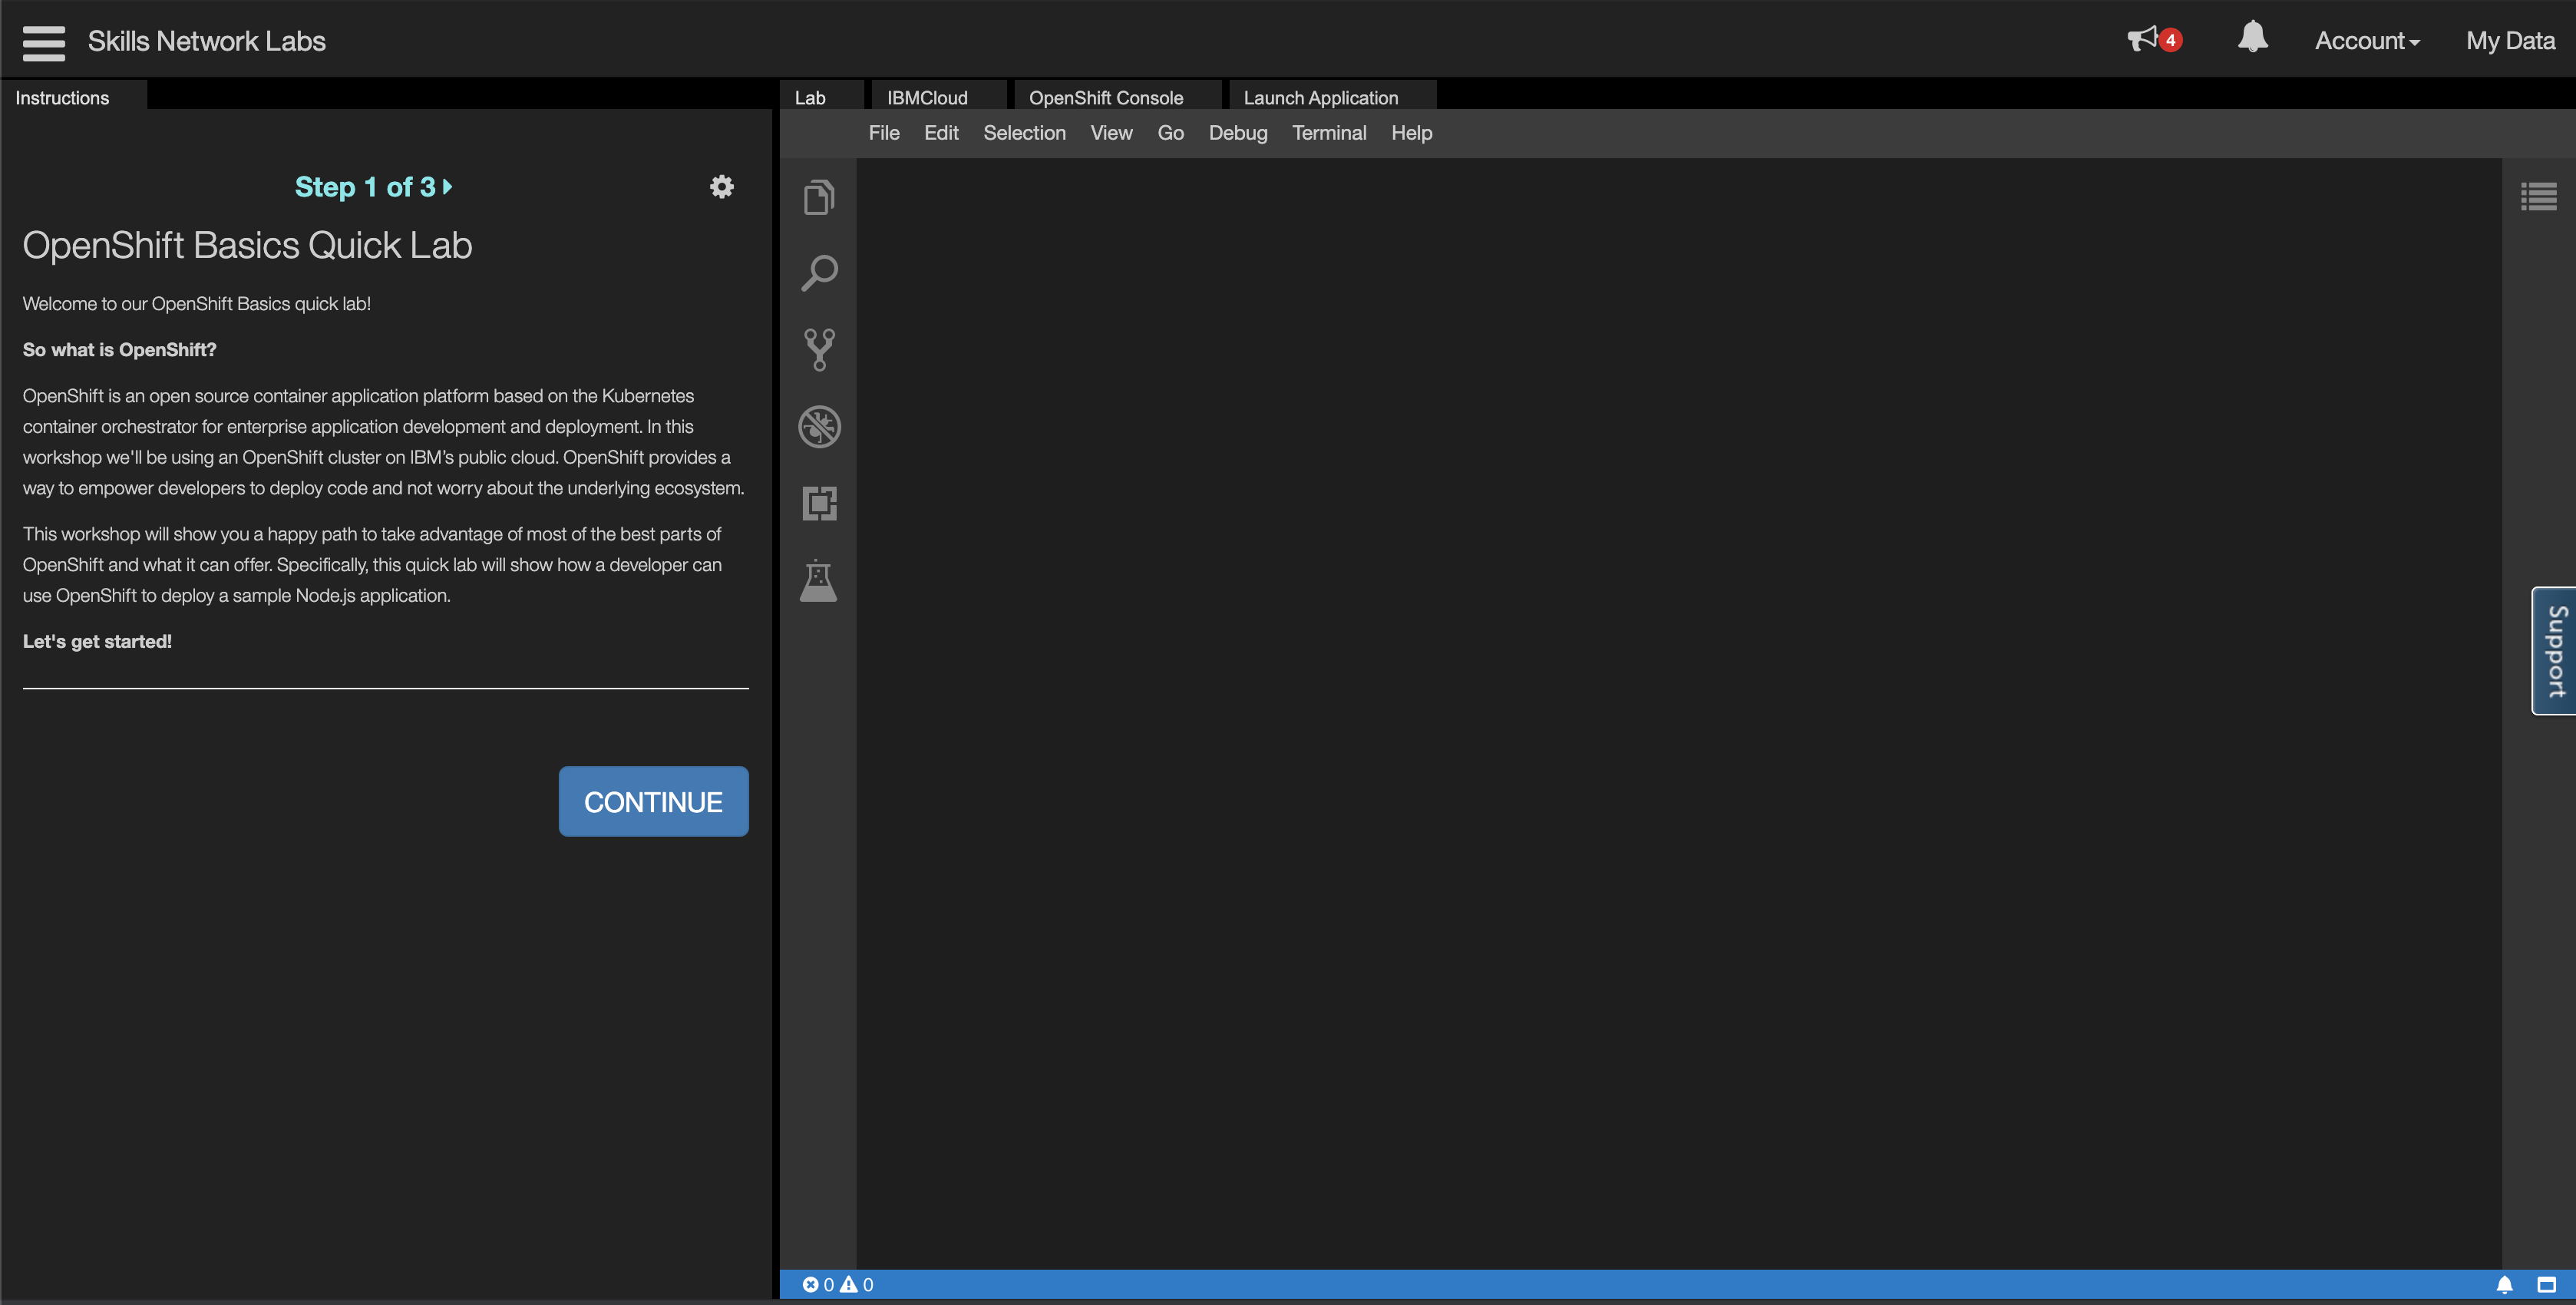 Skills Network Labs
4
Account
My Data
Instructions
Lab
IBMCloud
OpenShift Console
Launch Application
File Edit Selection View Go Debug Terminal Help
Step 1 of 3
OpenShift Basics Quick Lab
Welcome to our OpenShift Basics quick lab!
So what is OpenShift?
OpenShift is an open source container application platform based on the Kubernetes
container orchestrator for enterprise application development and deployment. In this
workshop we'll be using an OpenShift cluster on IBM's public cloud. OpenShift provides a
way to empower developers to deploy code and not worry about the underlying ecosystem.
This workshop will show you a happy path to take advantage of most of the best parts of
OpenShift and what it can offer. Specifically, this quick lab will show how a developer can
use OpenShift to deploy a sample Node.js application.
Let's get started!
CONTINUE
Support
0 0